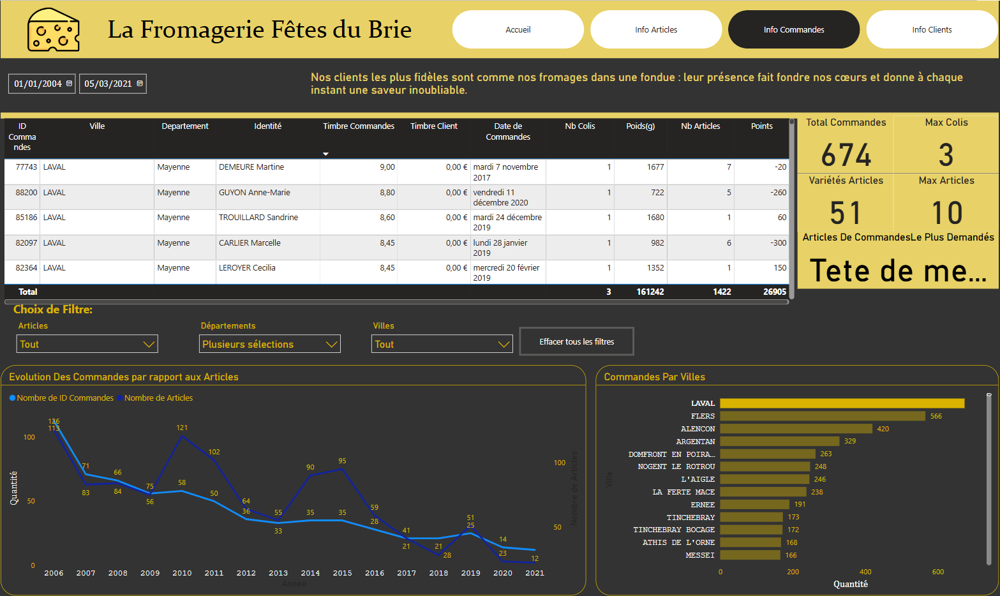 La Fromagerie Fêtes du Brie
Accueil
Info Articles
Info Commandes
Info Clients
01/01/2004
05/03/2021
Nos clients les plus fidèles sont comme nos fromages dans une fondue : leur présence fait fondre nos cœurs et donne à chaque
instant une saveur inoubliable.
ID Comma ndes Ville Departement Identité Timbre Commandes Timbre Client Date de Commandes Nb Colis Poids(g) Nb Articles Points
77743 LAVAL Mayenne DEMEURE Martine 9,00 0,00 € mardi 7 novembre 2017 1 1677 7 -20
88200 LAVAL Mayenne GUYON Anne-Marie 8,80 0,00 € vendredi 11 décembre 2020 1 722 5 -260
85186 LAVAL Mayenne TROUILLARD Sandrine 8,60 0,00 € mardi 24 décembre 2019 1 1680 1 60
82097 LAVAL Mayenne CARLIER Marcelle 8,45 0,00 € lundi 28 janvier 2019 1 982 6 -300
82364 LAVAL Mayenne LEROYER Cecilia 8,45 0,00 € mercredi 20 février 2019 1 1352 1 150
Total 3 161242 1422 26905
Total Commandes
674
Max Colis
3
Variétés Articles
51
Max Articles
10
Articles De CommandesLe Plus Demandés
Tete de me...
Choix de Filtre:
Articles
Tout
Départements
Plusieurs sélections
Villes
Tout
Effacer tous les filtres
Evolution Des Commandes par rapport aux Articles
Nombre de ID Commandes Nombre de Articles
Quantité
100
50
0
126
113
71
83
66
84
75
56
121
58
102
50
64
36
55
33
90
35
95
35
59
28
41
21
21
28
51
25
14
23
12
100
50
Nombre de Articles
2006 2007 2008 2009 2010 2011 2012 2013 2014 2015 2016 2017 2018 2019 2020 2021
Annee
Commandes Par Villes
Ville
LAVAL
FLERS 566
ALENCON 420
ARGENTAN 329
DOMFRONT EN POIRA… 263
NOGENT LE ROTROU 248
L'AIGLE 246
LA FERTE MACE 238
ERNEE 191
TINCHEBRAY 173
TINCHEBRAY BOCAGE 172
ATHIS DE L'ORNE 168
MESSEI 166
0 200 400 600
Quantité